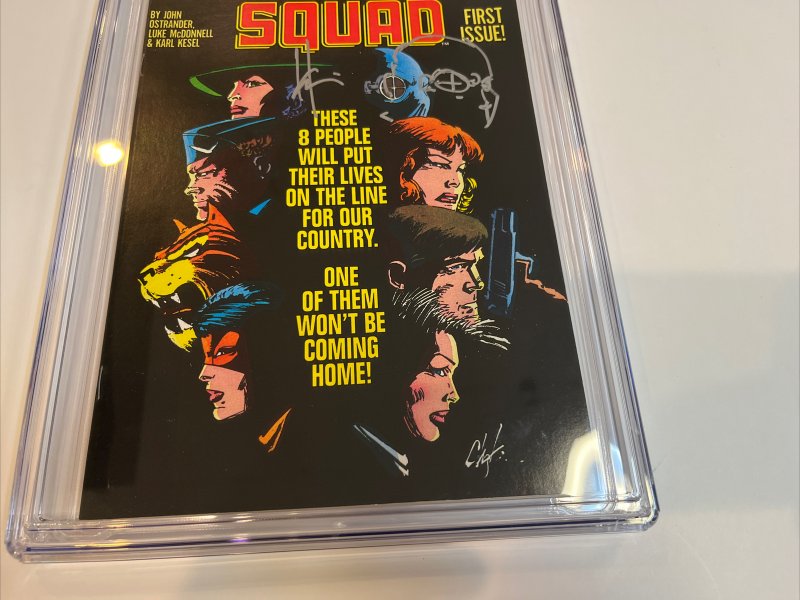 BY JOHN
OSTRANDER,
LUKE McDONNELL
& KARL KESEL
SQUAD TM
FIRST
ISSUE!
THESE
8 PEOPLE
WILL PUT
THEIR LIVES
ON THE LINE
FOR OUR
COUNTRY.
ONE
OF THEM
WON'T BE
COMING
HOME!